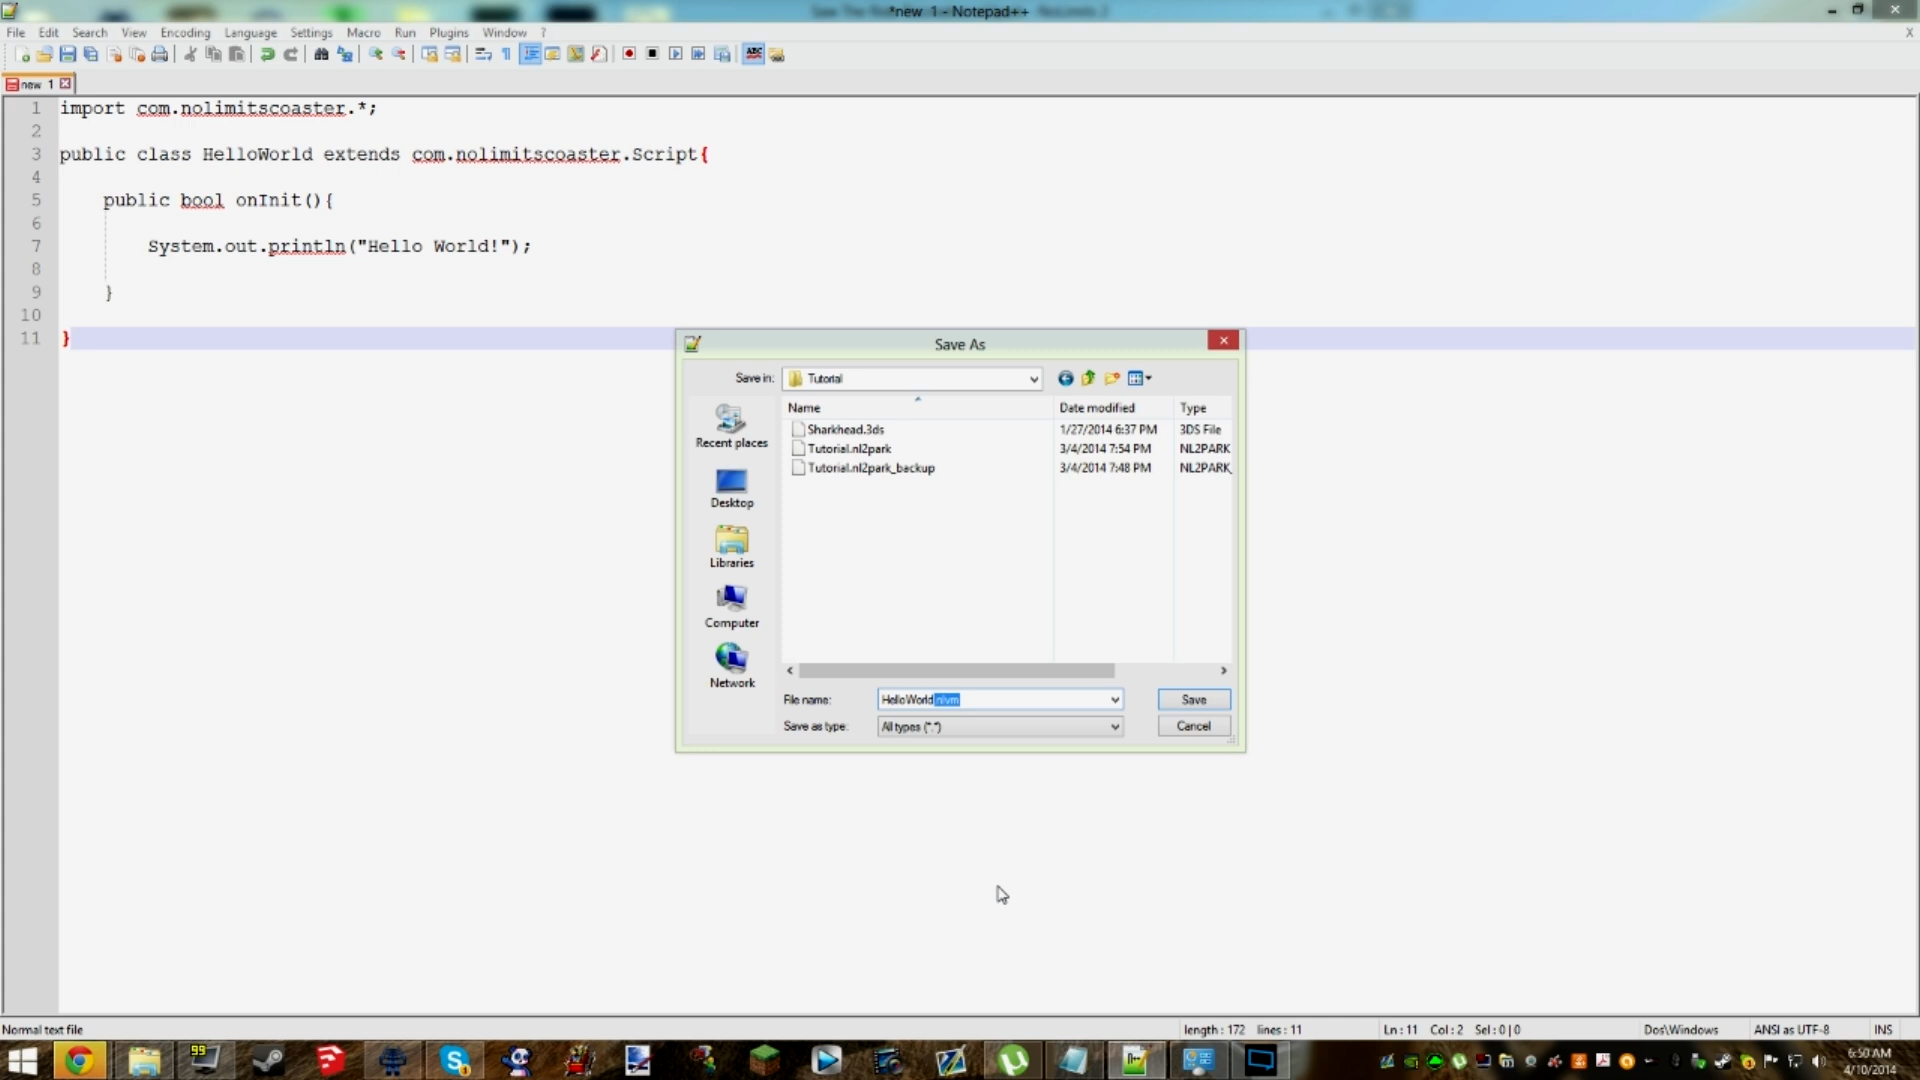 *new 1 - Notepad++
File Edit Search View Encoding Language Settings Macro Run Plugins Window ? X
new 1
1 import com.nolimitscoaster.*;
2
3 public class HelloWorld extends com.nolimitscoaster.Script{
4
5 public bool onInit(){
6
7 System.out.println("Hello World!");
8
9 }
10
11 }
Save As
Save in: Tutorial
Name Date modified Type
Sharkhead.3ds 1/27/2014 6:37 PM 3DS File
Tutorial.nl2park 3/4/2014 7:54 PM NL2PARK
Tutorial.nl2park_backup 3/4/2014 7:48 PM NL2PARK_
Recent places
Desktop
Libraries
Computer
Network
File name: HelloWorld.nlvm Save
Save as type: All types (*.*) Cancel
Normal text file length : 172 lines : 11 Ln : 11 Col : 2 Sel : 0 | 0 Dos\Windows ANSI as UTF-8 INS
99
6:50 AM
4/10/2014